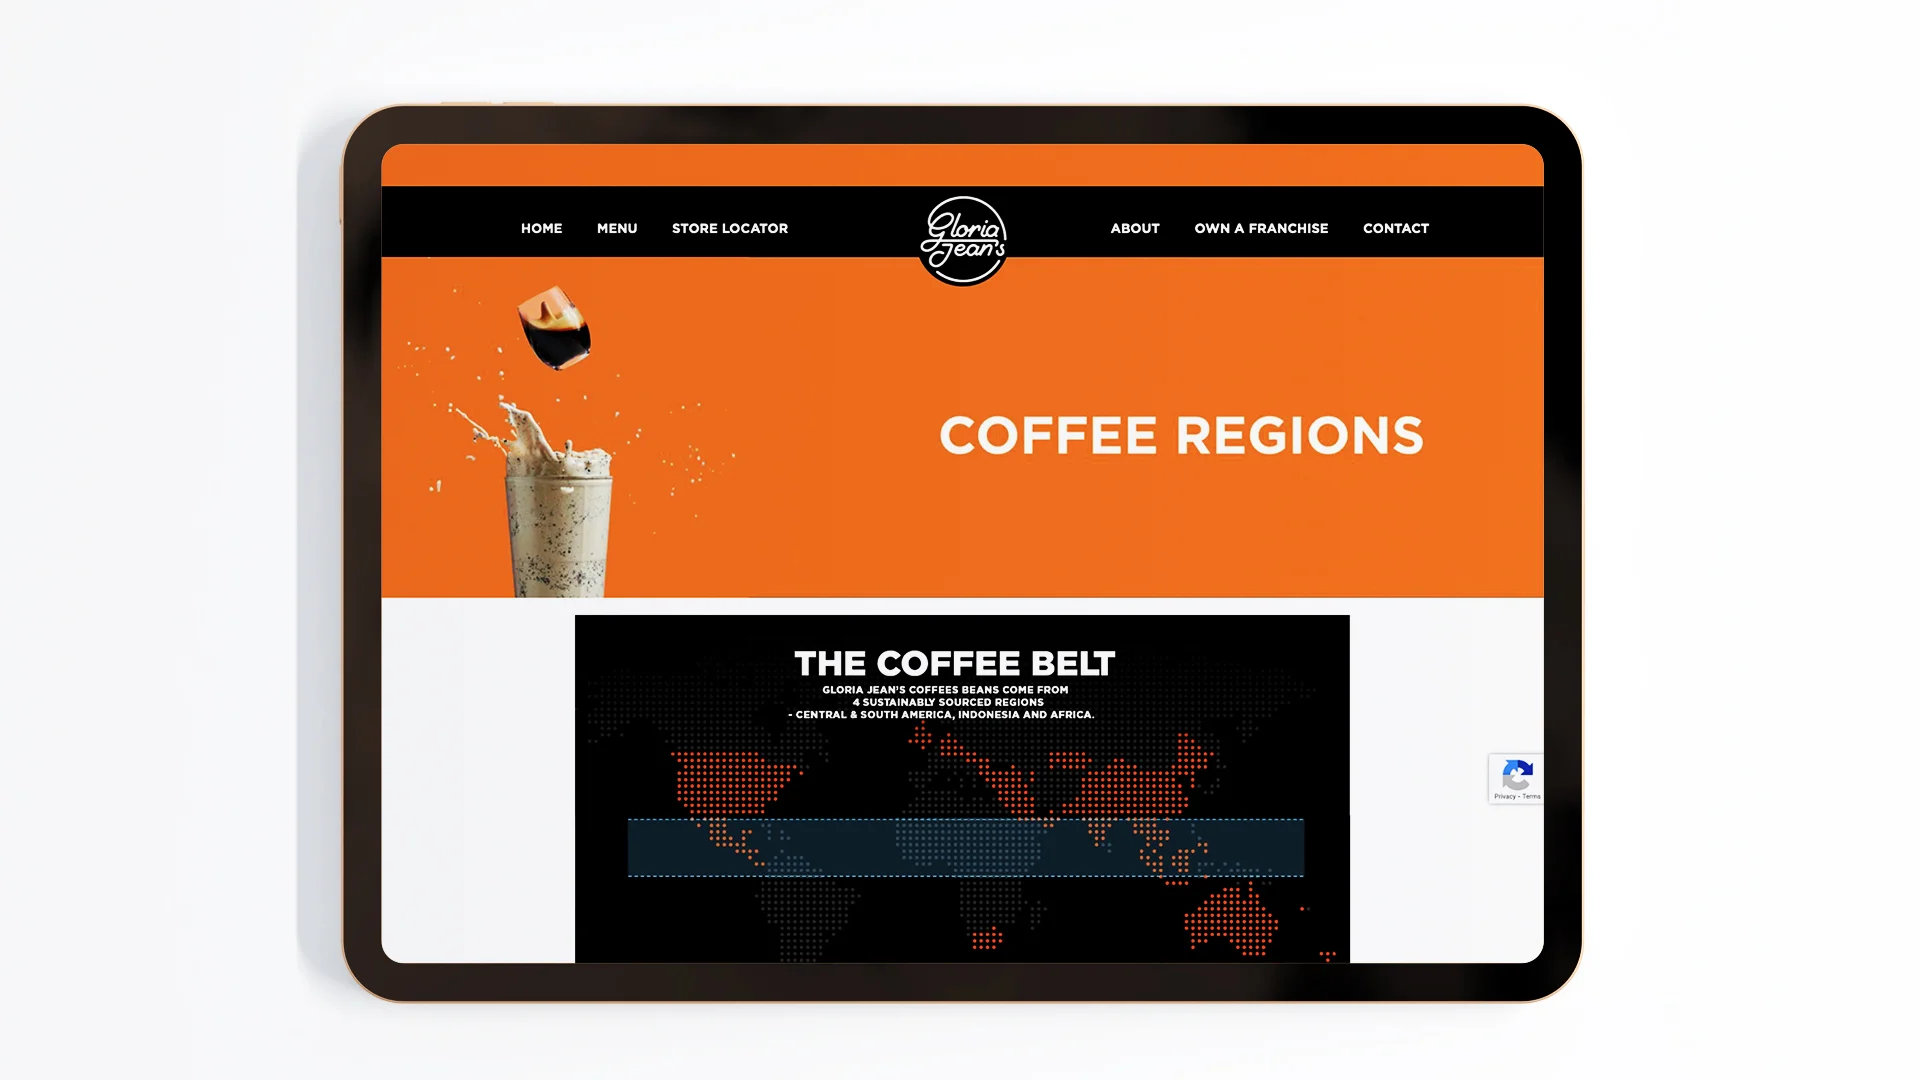 HOME MENU STORE LOCATOR
Gloria
Jean's
ABOUT OWN A FRANCHISE CONTACT
COFFEE REGIONS
THE COFFEE BELT
GLORIA JEAN'S COFFEES BEANS COME FROM
4 SUSTAINABLY SOURCED REGIONS
- CENTRAL & SOUTH AMERICA, INDONESIA AND AFRICA.
Privacy - Terms